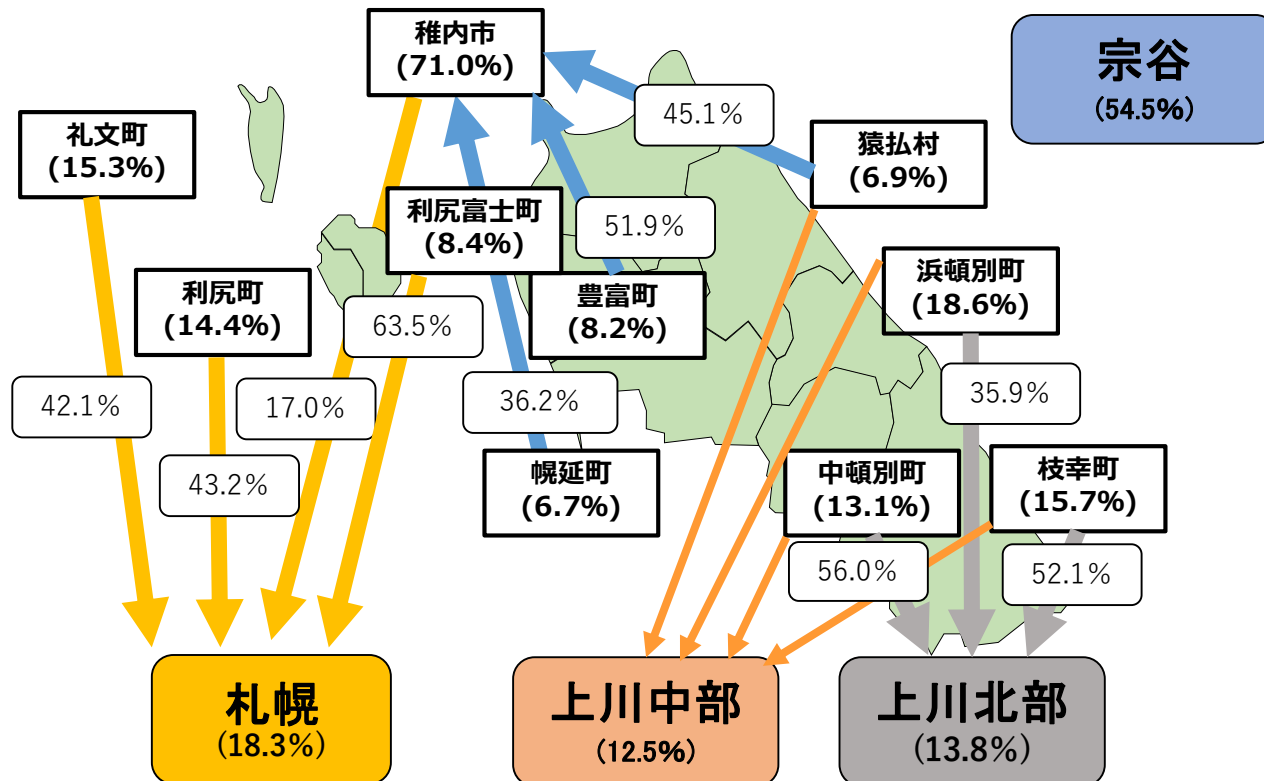 稚内市
(71.0%)
宗谷
(54.5%)
45.1%
礼文町
(15.3%)
猿払村
(6.9%)
利尻富士町
(8.4%)
51.9%
浜頓別町
(18.6%)
利尻町
(14.4%)
63.5%
豊富町
(8.2%)
42.1%
17.0%
36.2%
35.9%
43.2%
幌延町
(6.7%)
中頓別町
(13.1%)
枝幸町
(15.7%)
56.0%
52.1%
札幌
(18.3%)
上川中部
(12.5%)
上川北部
(13.8%)